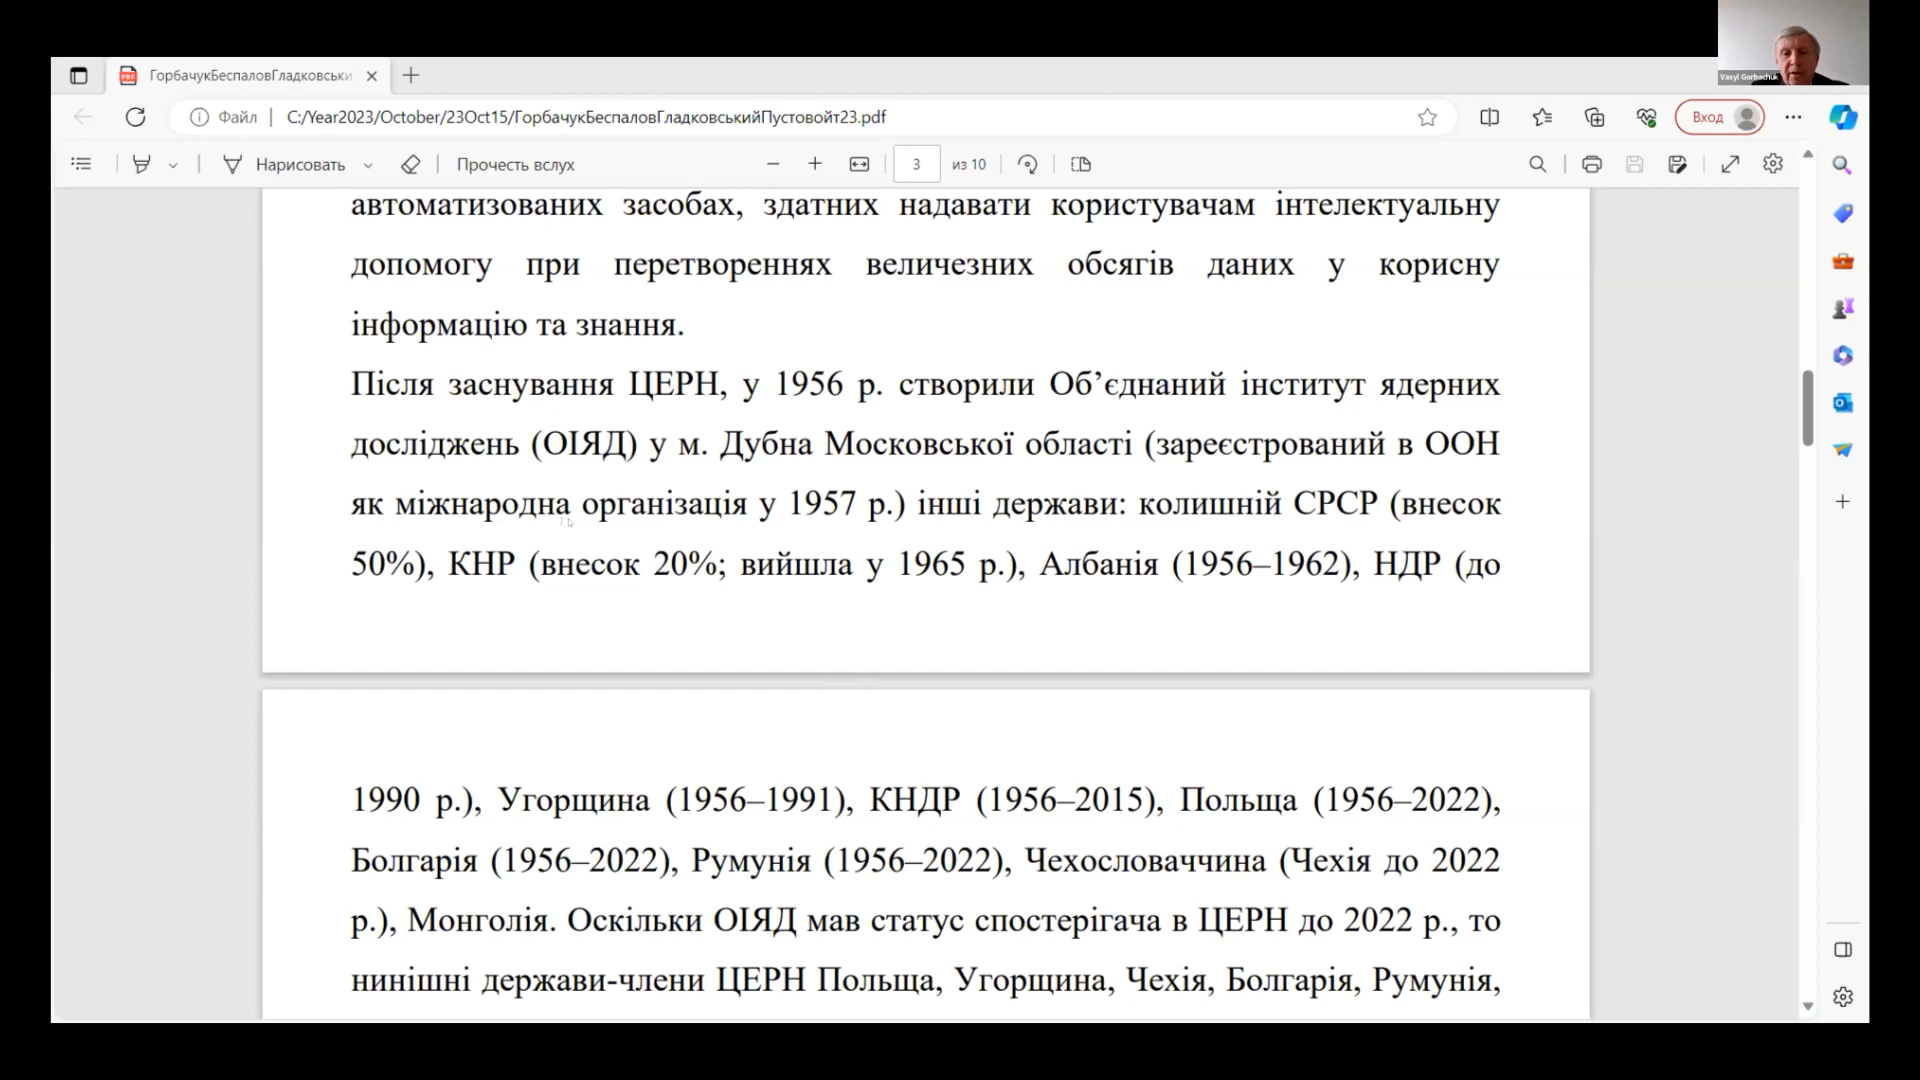 Vasyl Gorbachuk
ГорбачукБеспаловГладковськи
Файл
C:/Year2023/October/23Oct15/ГорбачукБеспаловГладковськийПустовойт23.pdf
Вход
Нарисовать
Прочесть вслух
3 из 10
автоматизованих засобах, здатних надавати користувачам інтелектуальну
допомогу при перетвореннях величезних обсягів даних у корисну
інформацію та знання.
Після заснування ЦЕРН, у 1956 р. створили Об’єднаний інститут ядерних
досліджень (ОІЯД) у м. Дубна Московської області (зареєстрований в ООН
як міжнародна організація у 1957 р.) інші держави: колишній СРСР (внесок
50%), КНР (внесок 20%; вийшла у 1965 р.), Албанія (1956–1962), НДР (до
1990 р.), Угорщина (1956–1991), КНДР (1956–2015), Польща (1956–2022),
Болгарія (1956–2022), Румунія (1956–2022), Чехословаччина (Чехія до 2022
р.), Монголія. Оскільки ОІЯД мав статус спостерігача в ЦЕРН до 2022 р., то
нинішні держави-члени ЦЕРН Польща, Угорщина, Чехія, Болгарія, Румунія,